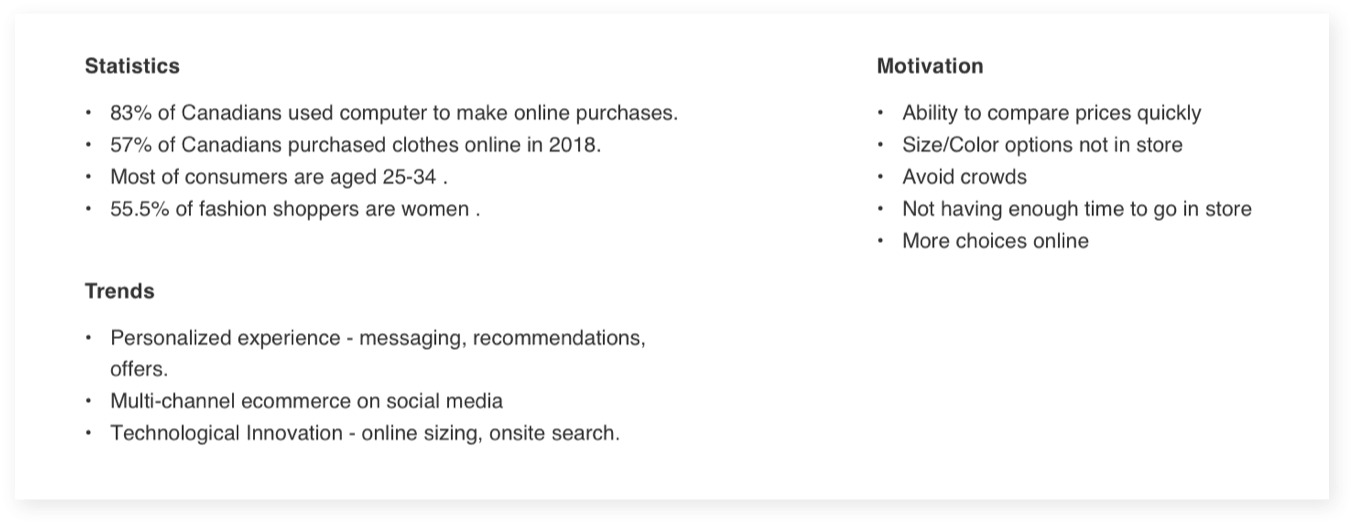 Statistics
• 83% of Canadians used computer to make online purchases.
• 57% of Canadians purchased clothes online in 2018.
• Most of consumers are aged 25-34 .
• 55.5% of fashion shoppers are women .
Trends
• Personalized experience - messaging, recommendations,
offers.
• Multi-channel ecommerce on social media
• Technological Innovation - online sizing, onsite search.
Motivation
• Ability to compare prices quickly
• Size/Color options not in store
• Avoid crowds
• Not having enough time to go in store
• More choices online